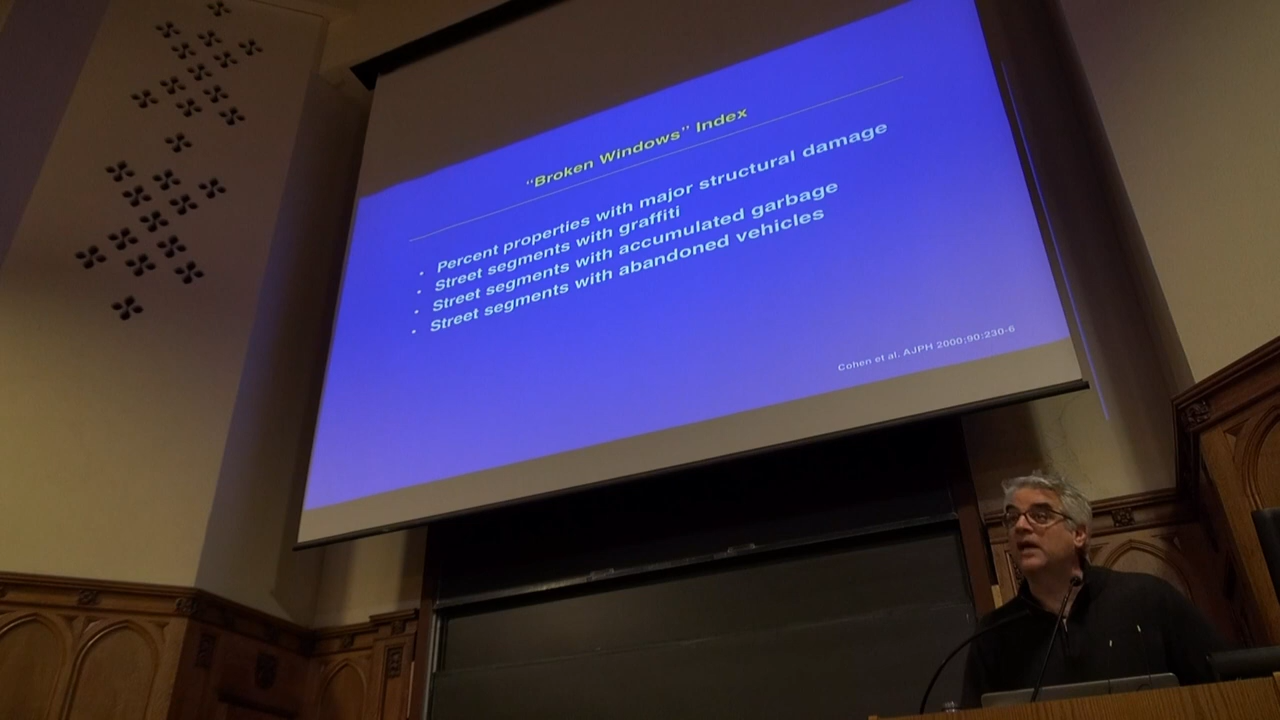 “Broken Windows” Index
• Percent properties with major structural damage
• Street segments with graffiti
• Street segments with accumulated garbage
• Street segments with abandoned vehicles
Cohen et al. AJPH 2000;90:230-6